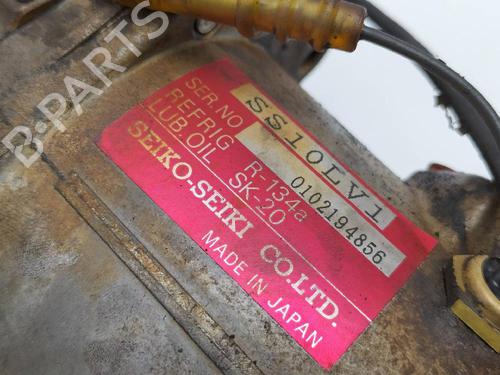 SS10LV1
SER.NO 0102194856
REFRIG R-134a
LUB.OIL SK-20
SEIKO-SEIKI CO.LTD.
MADE IN JAPAN
B-PARTS